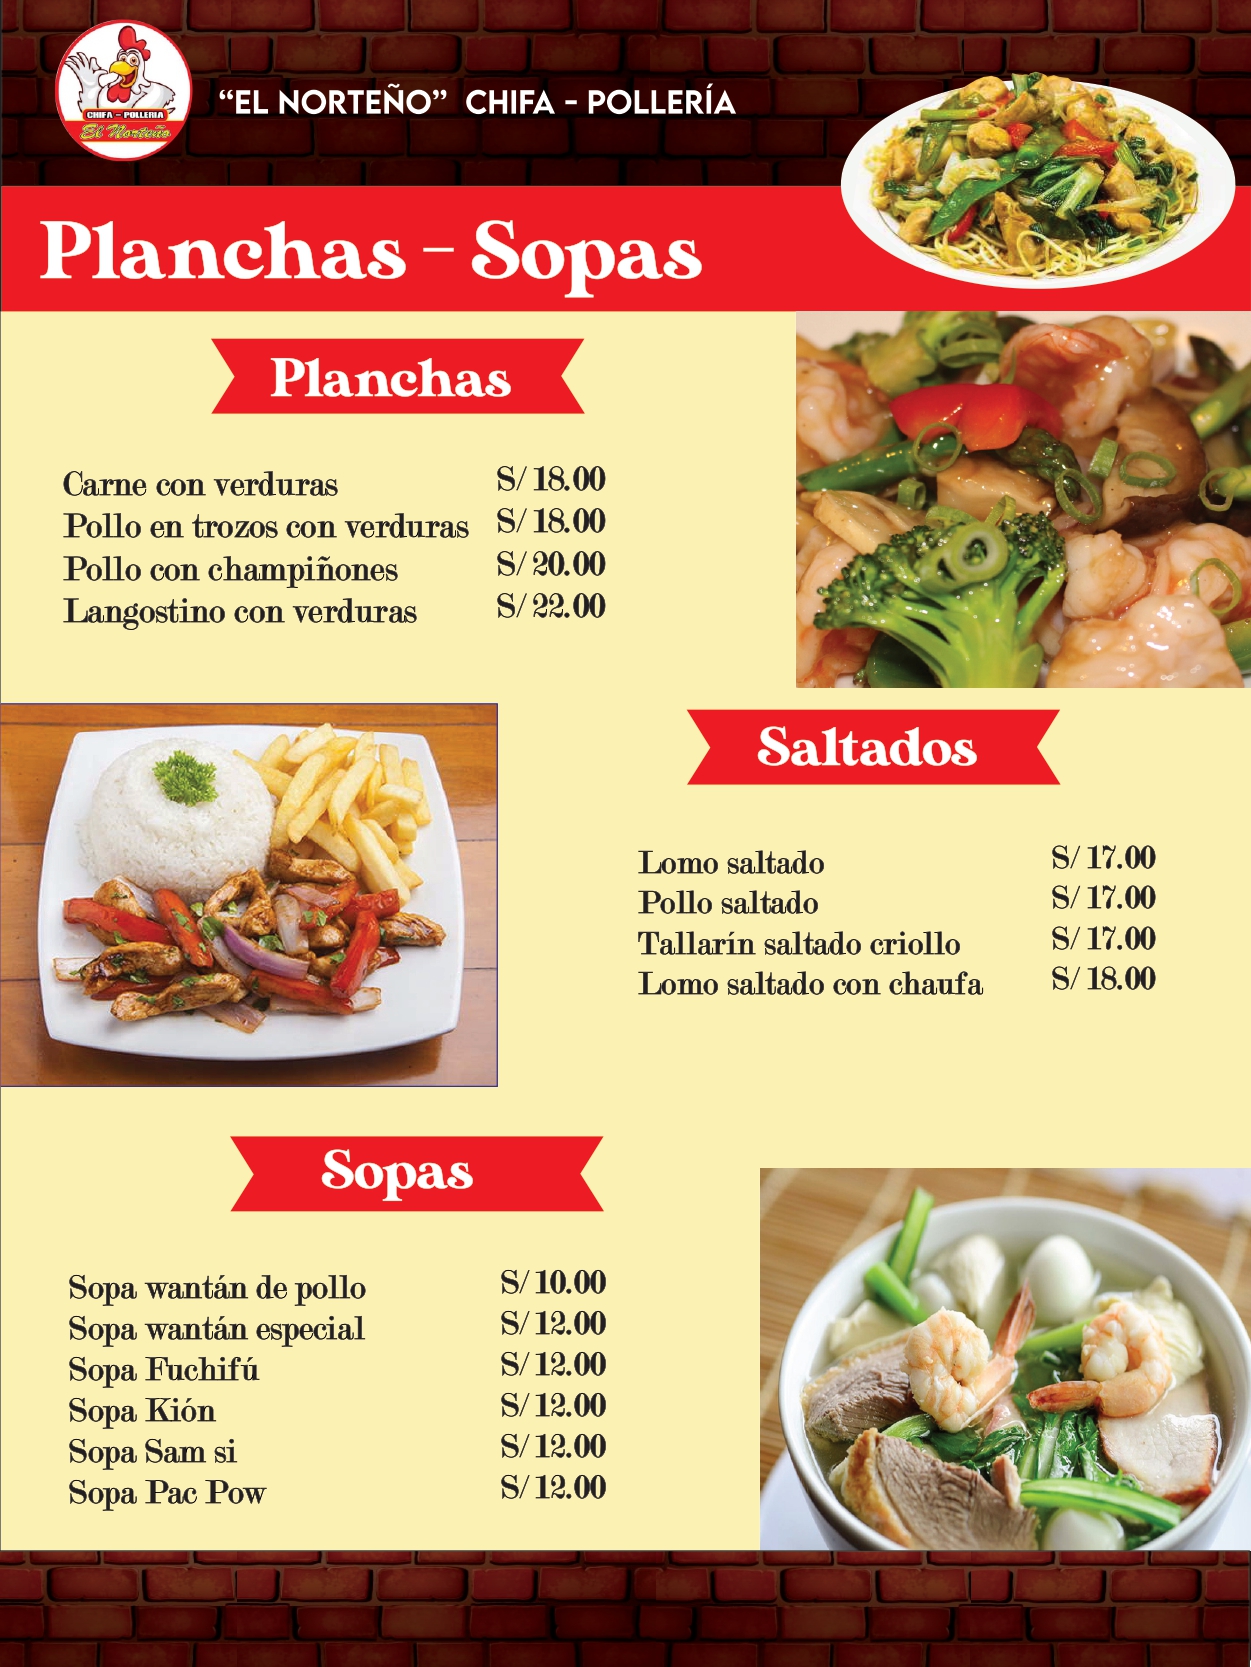 CHIFA - POLLERIA
El Norteño
“EL NORTEÑO” CHIFA - POLLERÍA
Planchas - Sopas
Planchas
Carne con verduras S/ 18.00
Pollo en trozos con verduras S/ 18.00
Pollo con champiñones S/ 20.00
Langostino con verduras S/ 22.00
Saltados
Lomo saltado S/ 17.00
Pollo saltado S/ 17.00
Tallarín saltado criollo S/ 17.00
Lomo saltado con chaufa S/ 18.00
Sopas
Sopa wantán de pollo S/ 10.00
Sopa wantán especial S/ 12.00
Sopa Fuchifú S/ 12.00
Sopa Kión S/ 12.00
Sopa Sam si S/ 12.00
Sopa Pac Pow S/ 12.00